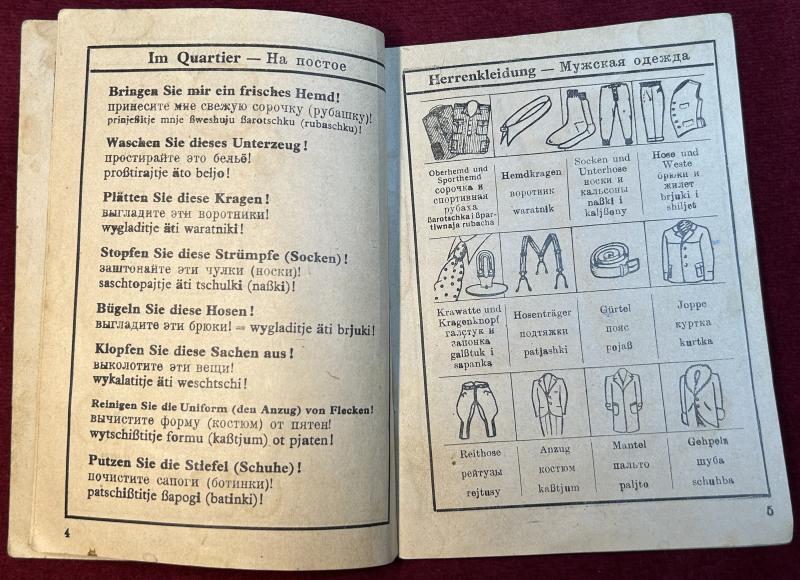 Im Quartier — На постое
Bringen Sie mir ein frisches Hemd!
принесите мне свежую сорочку (рубашку)!
prinjeßitje mnje ßweshuju ßarotschku (rubaschku)!
Waschen Sie dieses Unterzeug!
простирайте это бельё!
proßtirajtje äto beljo!
Plätten Sie diese Kragen!
выгладите эти воротники!
wygladitje äti waratniki!
Stopfen Sie diese Strümpfe (Socken)!
заштопайте эти чулки (носки)!
saschtopajtje äti tschulki (naßki)!
Bügeln Sie diese Hosen!
выгладите эти брюки! = wygladitje äti brjuki!
Klopfen Sie diese Sachen aus!
выколотите эти вещи!
wykalatitje äti weschtschi!
Reinigen Sie die Uniform (den Anzug) von Flecken!
вычистите форму (костюм) от пятен!
wytschißtitje formu (kaßtjum) ot pjaten!
Putzen Sie die Stiefel (Schuhe)!
почистите сапоги (ботинки)!
patschißtitje ßapogi (batinki)!
4
Herrenkleidung — Мужская одежда
Oberhemd und
Sporthemd
сорочка и
спортивная
рубаха
ßarotschka i ßpar-
tiwnaja rubacha
Hemdkragen
воротник
waratnik
Socken und
Unterhose
носки и
кальсоны
naßki i
kaljßony
Hose und
Weste
брюки и
жилет
brjuki i
shiljet
Krawatte und
Kragenknopf
галстук и
запонка
galßtuk i
sapanka
Hosenträger
подтяжки
patjashki
Gürtel
пояс
pojaß
Joppe
куртка
kurtka
Reithose
рейтузы
rejtusy
Anzug
костюм
kaßtjum
Mantel
пальто
paljto
Gehpelz
шуба
schuhba
5